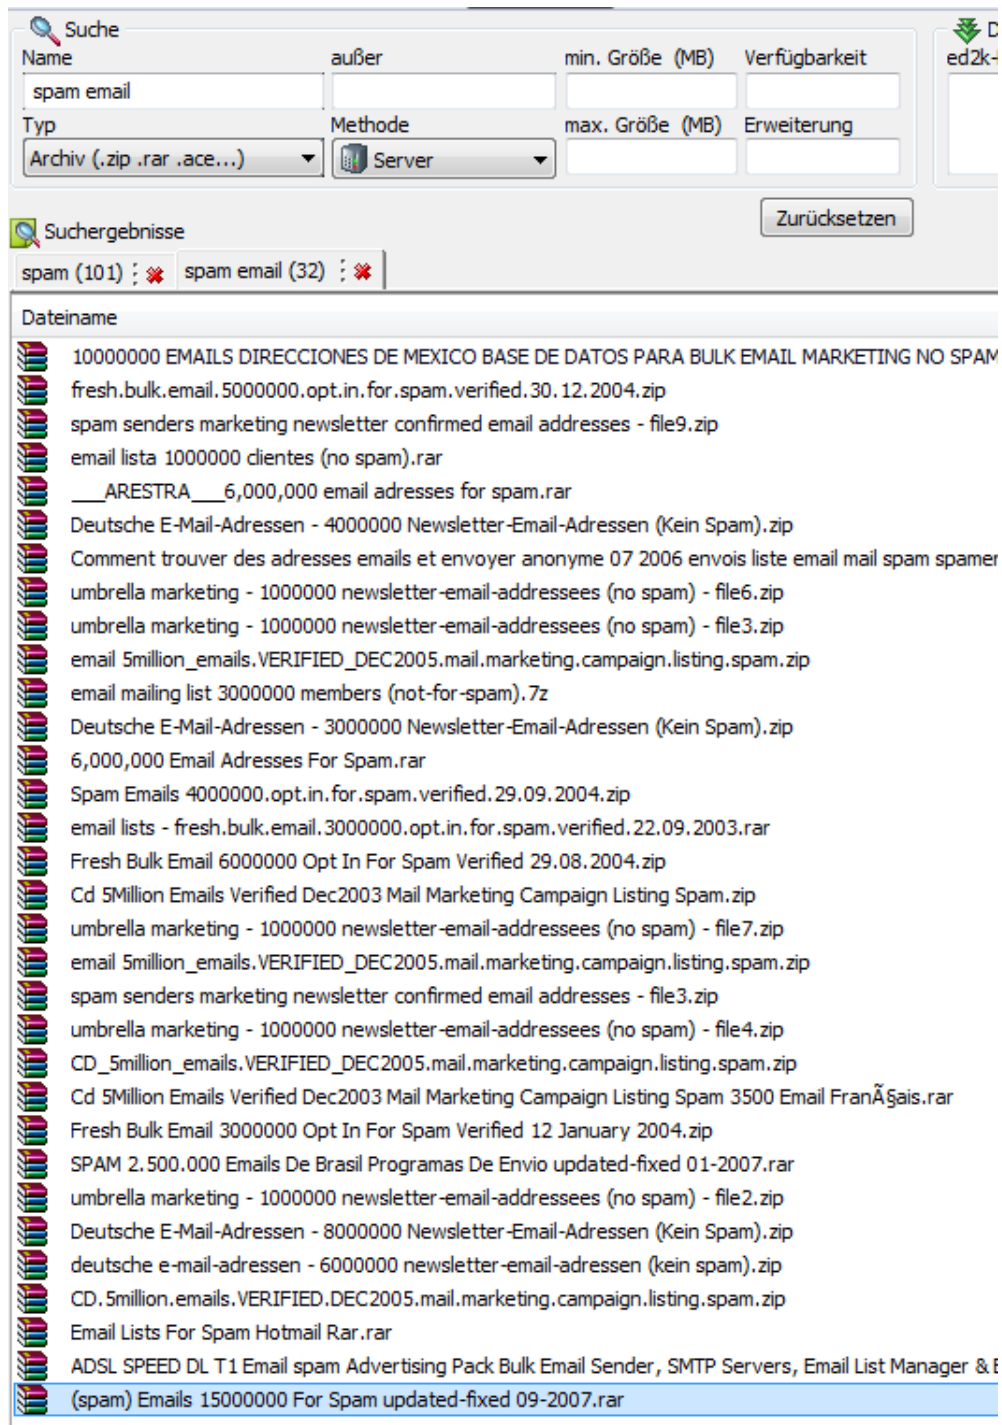 Suche
D
Name außer min. Größe (MB) Verfügbarkeit ed2k-
spam email
Typ Methode max. Größe (MB) Erweiterung
Archiv (.zip .rar .ace...) Server
Zurücksetzen
Suchergebnisse
spam (101) spam email (32)
Dateiname
10000000 EMAILS DIRECCIONES DE MEXICO BASE DE DATOS PARA BULK EMAIL MARKETING NO SPAM
fresh.bulk.email.5000000.opt.in.for.spam.verified.30.12.2004.zip
spam senders marketing newsletter confirmed email addresses - file9.zip
email lista 1000000 clientes (no spam).rar
___ARESTRA___6,000,000 email adresses for spam.rar
Deutsche E-Mail-Adressen - 4000000 Newsletter-Email-Adressen (Kein Spam).zip
Comment trouver des adresses emails et envoyer anonyme 07 2006 envois liste email mail spam spamer
umbrella marketing - 1000000 newsletter-email-addressees (no spam) - file6.zip
umbrella marketing - 1000000 newsletter-email-addressees (no spam) - file3.zip
email 5million_emails.VERIFIED_DEC2005.mail.marketing.campaign.listing.spam.zip
email mailing list 3000000 members (not-for-spam).7z
Deutsche E-Mail-Adressen - 3000000 Newsletter-Email-Adressen (Kein Spam).zip
6,000,000 Email Adresses For Spam.rar
Spam Emails 4000000.opt.in.for.spam.verified.29.09.2004.zip
email lists - fresh.bulk.email.3000000.opt.in.for.spam.verified.22.09.2003.rar
Fresh Bulk Email 6000000 Opt In For Spam Verified 29.08.2004.zip
Cd 5Million Emails Verified Dec2003 Mail Marketing Campaign Listing Spam.zip
umbrella marketing - 1000000 newsletter-email-addressees (no spam) - file7.zip
email 5million_emails.VERIFIED_DEC2005.mail.marketing.campaign.listing.spam.zip
spam senders marketing newsletter confirmed email addresses - file3.zip
umbrella marketing - 1000000 newsletter-email-addressees (no spam) - file4.zip
CD_5million_emails.VERIFIED_DEC2005.mail.marketing.campaign.listing.spam.zip
Cd 5Million Emails Verified Dec2003 Mail Marketing Campaign Listing Spam 3500 Email FranÃ§ais.rar
Fresh Bulk Email 3000000 Opt In For Spam Verified 12 January 2004.zip
SPAM 2.500.000 Emails De Brasil Programas De Envio updated-fixed 01-2007.rar
umbrella marketing - 1000000 newsletter-email-addressees (no spam) - file2.zip
Deutsche E-Mail-Adressen - 8000000 Newsletter-Email-Adressen (Kein Spam).zip
deutsche e-mail-adressen - 6000000 newsletter-email-adressen (kein spam).zip
CD.5million.emails.VERIFIED.DEC2005.mail.marketing.campaign.listing.spam.zip
Email Lists For Spam Hotmail Rar.rar
ADSL SPEED DL T1 Email spam Advertising Pack Bulk Email Sender, SMTP Servers, Email List Manager & E
(spam) Emails 15000000 For Spam updated-fixed 09-2007.rar